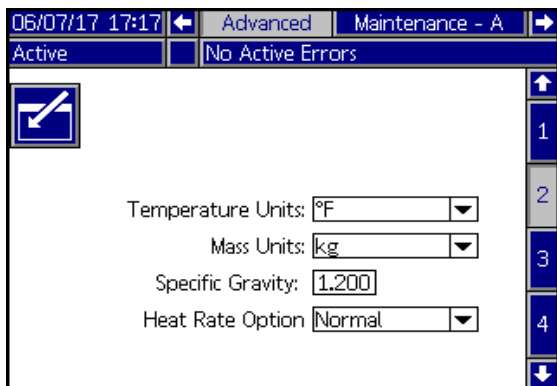 06/07/17 17:17 Advanced Maintenance - A
Active No Active Errors
1
2
Temperature Units: °F
Mass Units: kg
3
Specific Gravity: 1.200
Heat Rate Option Normal
4